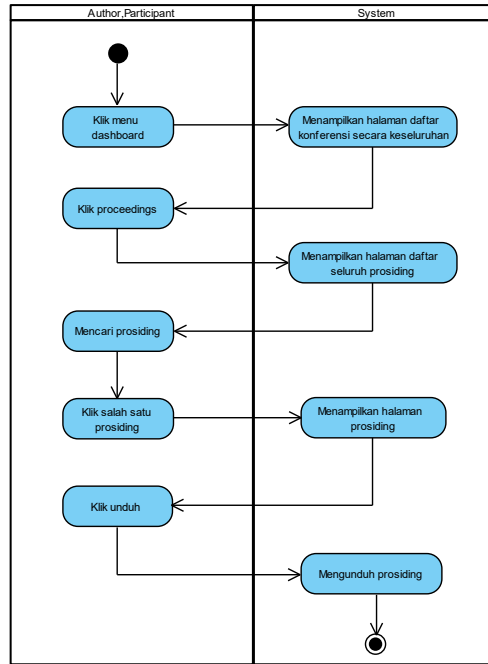 Author,Participant
System
Klik menu
dashboard
Menampilkan halaman daftar
konferensi secara keseluruhan
Klik proceedings
Menampilkan halaman daftar
seluruh prosiding
Mencari prosiding
Klik salah satu
prosiding
Menampilkan halaman
prosiding
Klik unduh
Mengunduh prosiding